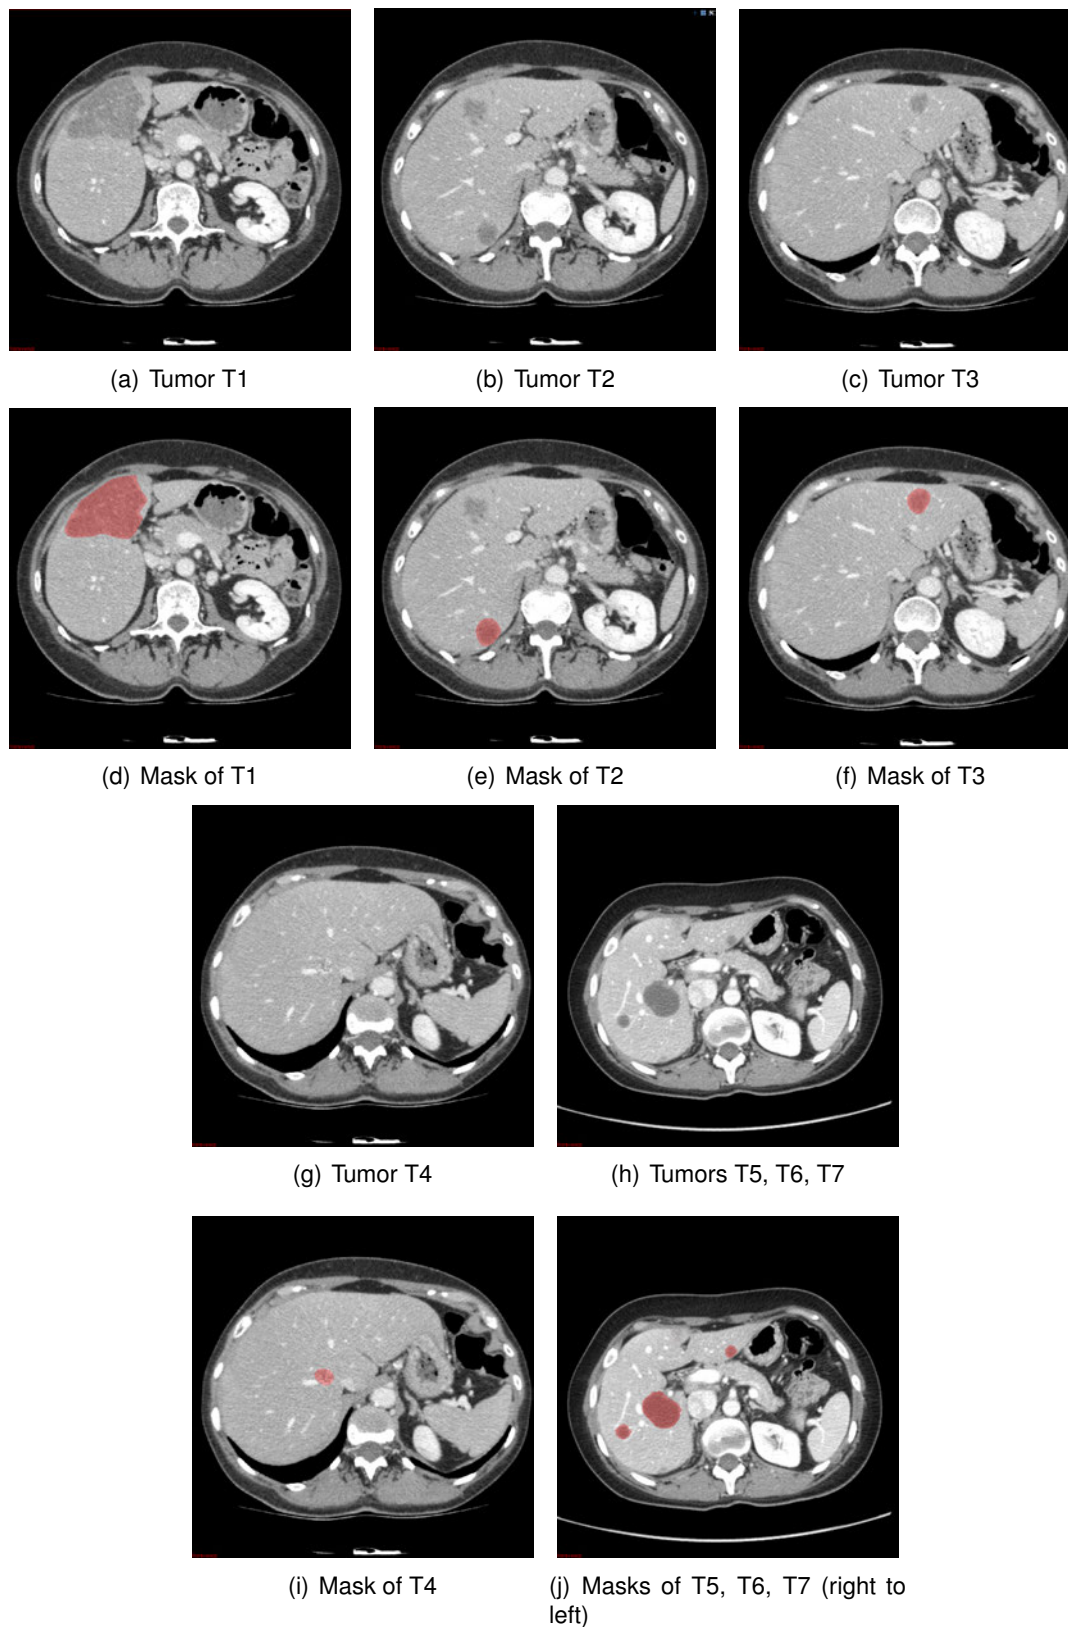 (a) Tumor T1
(b) Tumor T2
(c) Tumor T3
(d) Mask of T1
(e) Mask of T2
(f) Mask of T3
(g) Tumor T4
(h) Tumors T5, T6, T7
(i) Mask of T4
(j) Masks of T5, T6, T7 (right to
left)